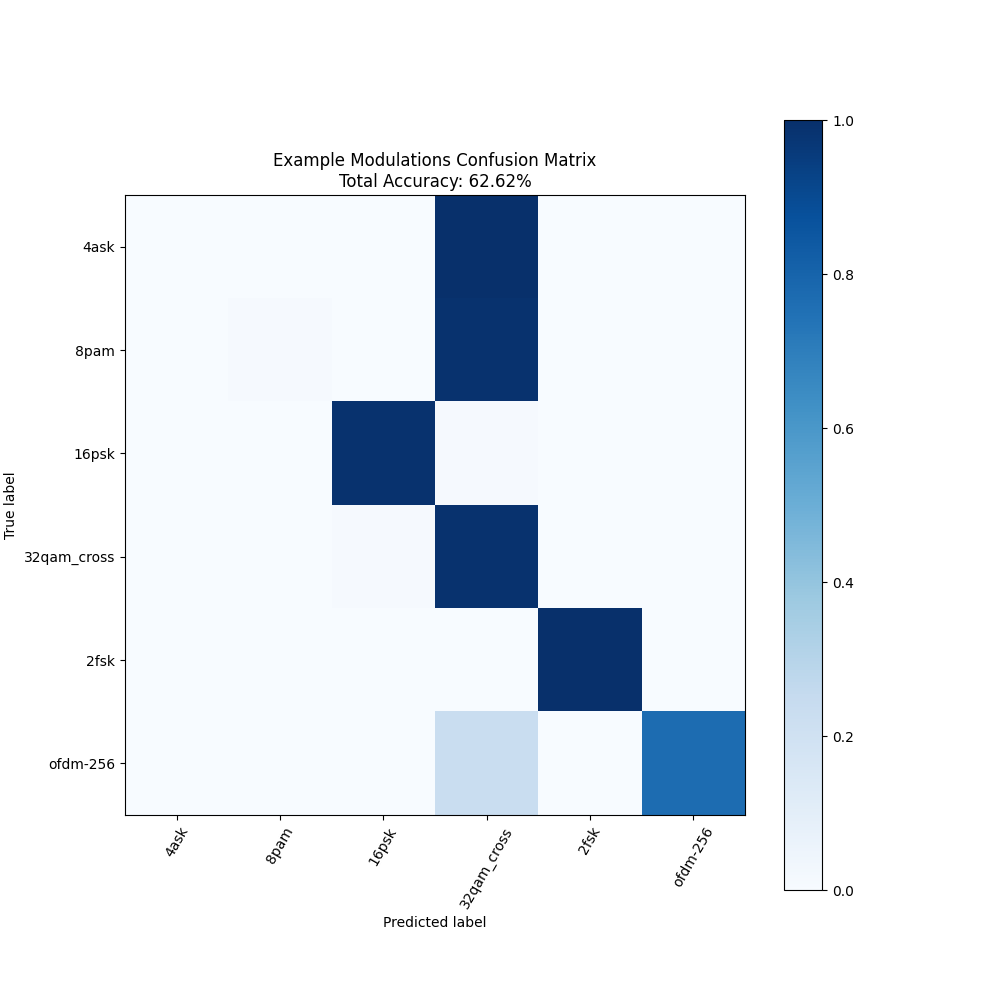 Example Modulations Confusion Matrix
Total Accuracy: 62.62%
True label
4ask
8pam
16psk
32qam_cross
2fsk
ofdm-256
4ask
8pam
16psk
32qam_cross
2fsk
ofdm-256
Predicted label
1.0
0.8
0.6
0.4
0.2
0.0